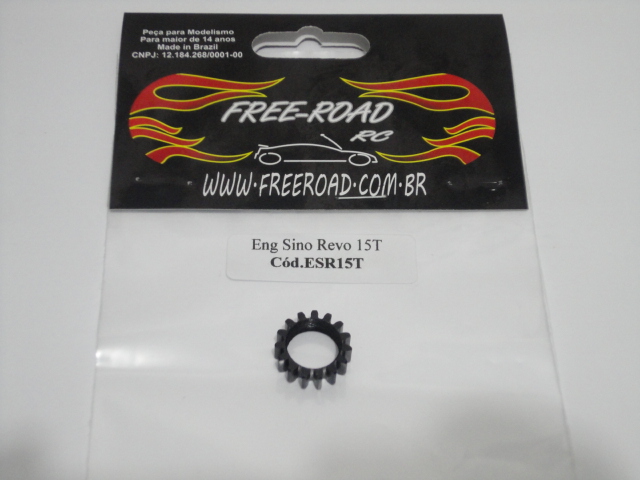 Peça para Modelismo
Para maior de 14 anos
Made in Brazil
CNPJ: 12.184.268/0001-00
FREE-ROAD
RC
WWW.FREEROAD.COM.BR
Eng Sino Revo 15T
Cód.ESR15T